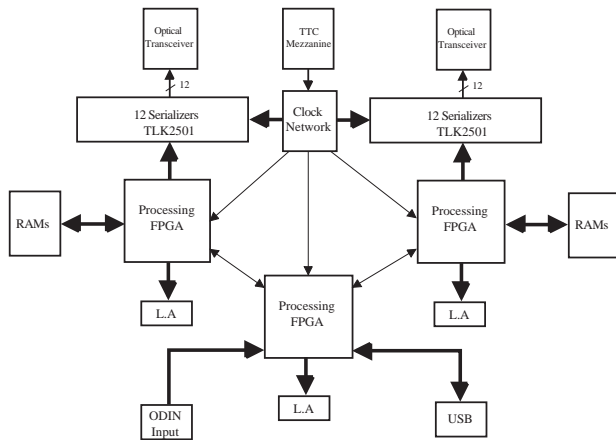 Optical
Transceiver
TTC
Mezzanine
Optical
Transceiver
12
12
12 Serializers
TLK2501
Clock
Network
12 Serializers
TLK2501
RAMs
Processing
FPGA
Processing
FPGA
RAMs
L.A
Processing
FPGA
L.A
L.A
ODIN
Input
USB